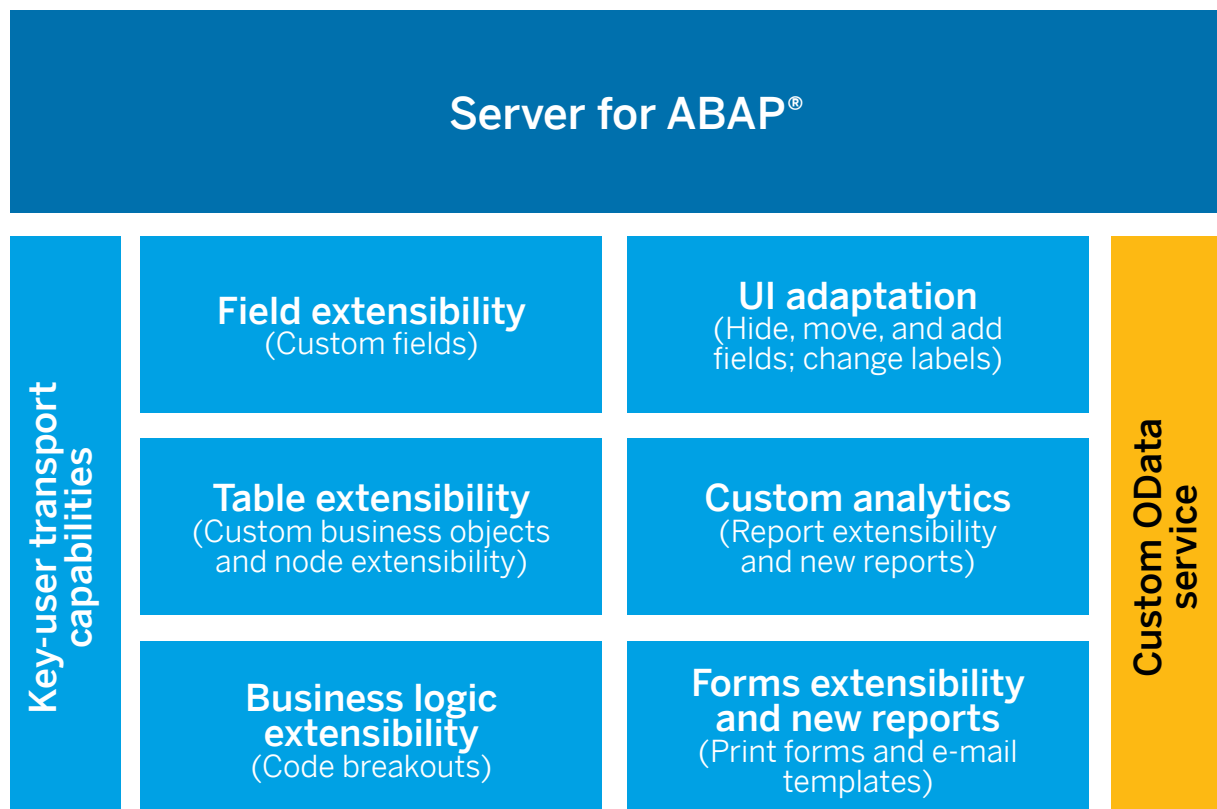 Server for ABAP®
Key-user transport
capabilities
Field extensibility
(Custom fields)
UI adaptation
(Hide, move, and add
fields; change labels)
Table extensibility
(Custom business objects
and node extensibility)
Custom analytics
(Report extensibility
and new reports)
Business logic
extensibility
(Code breakouts)
Forms extensibility
and new reports
(Print forms and e-mail
templates)
Custom OData
service